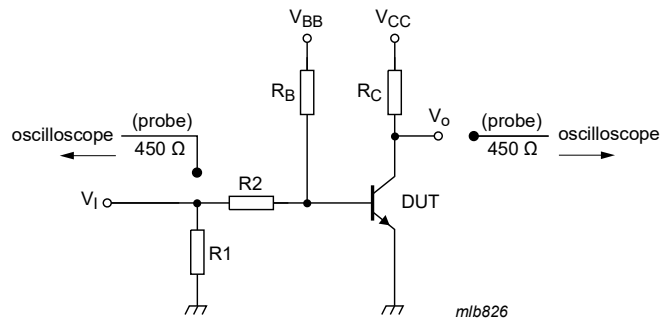 V_BB
V_CC
R_B
R_C
(probe)
450 Ω
oscilloscope
V_o
(probe)
450 Ω
oscilloscope
R2
V_I
DUT
R1
mlb826